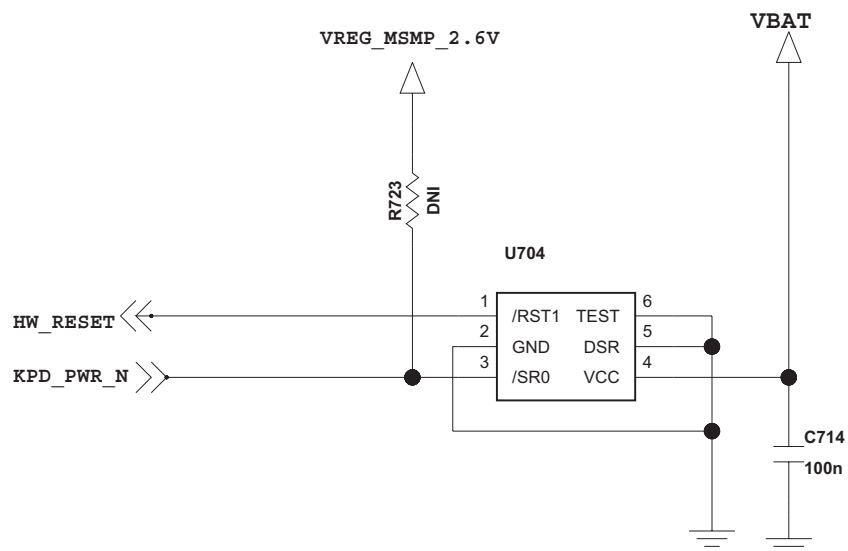 VBAT
VREG_MSMP_2.6V
R723
DNI
U704
1
/RST1
TEST
6
HW_RESET
2
GND
DSR
5
KPD_PWR_N
3
/SR0
VCC
4
C714
100n